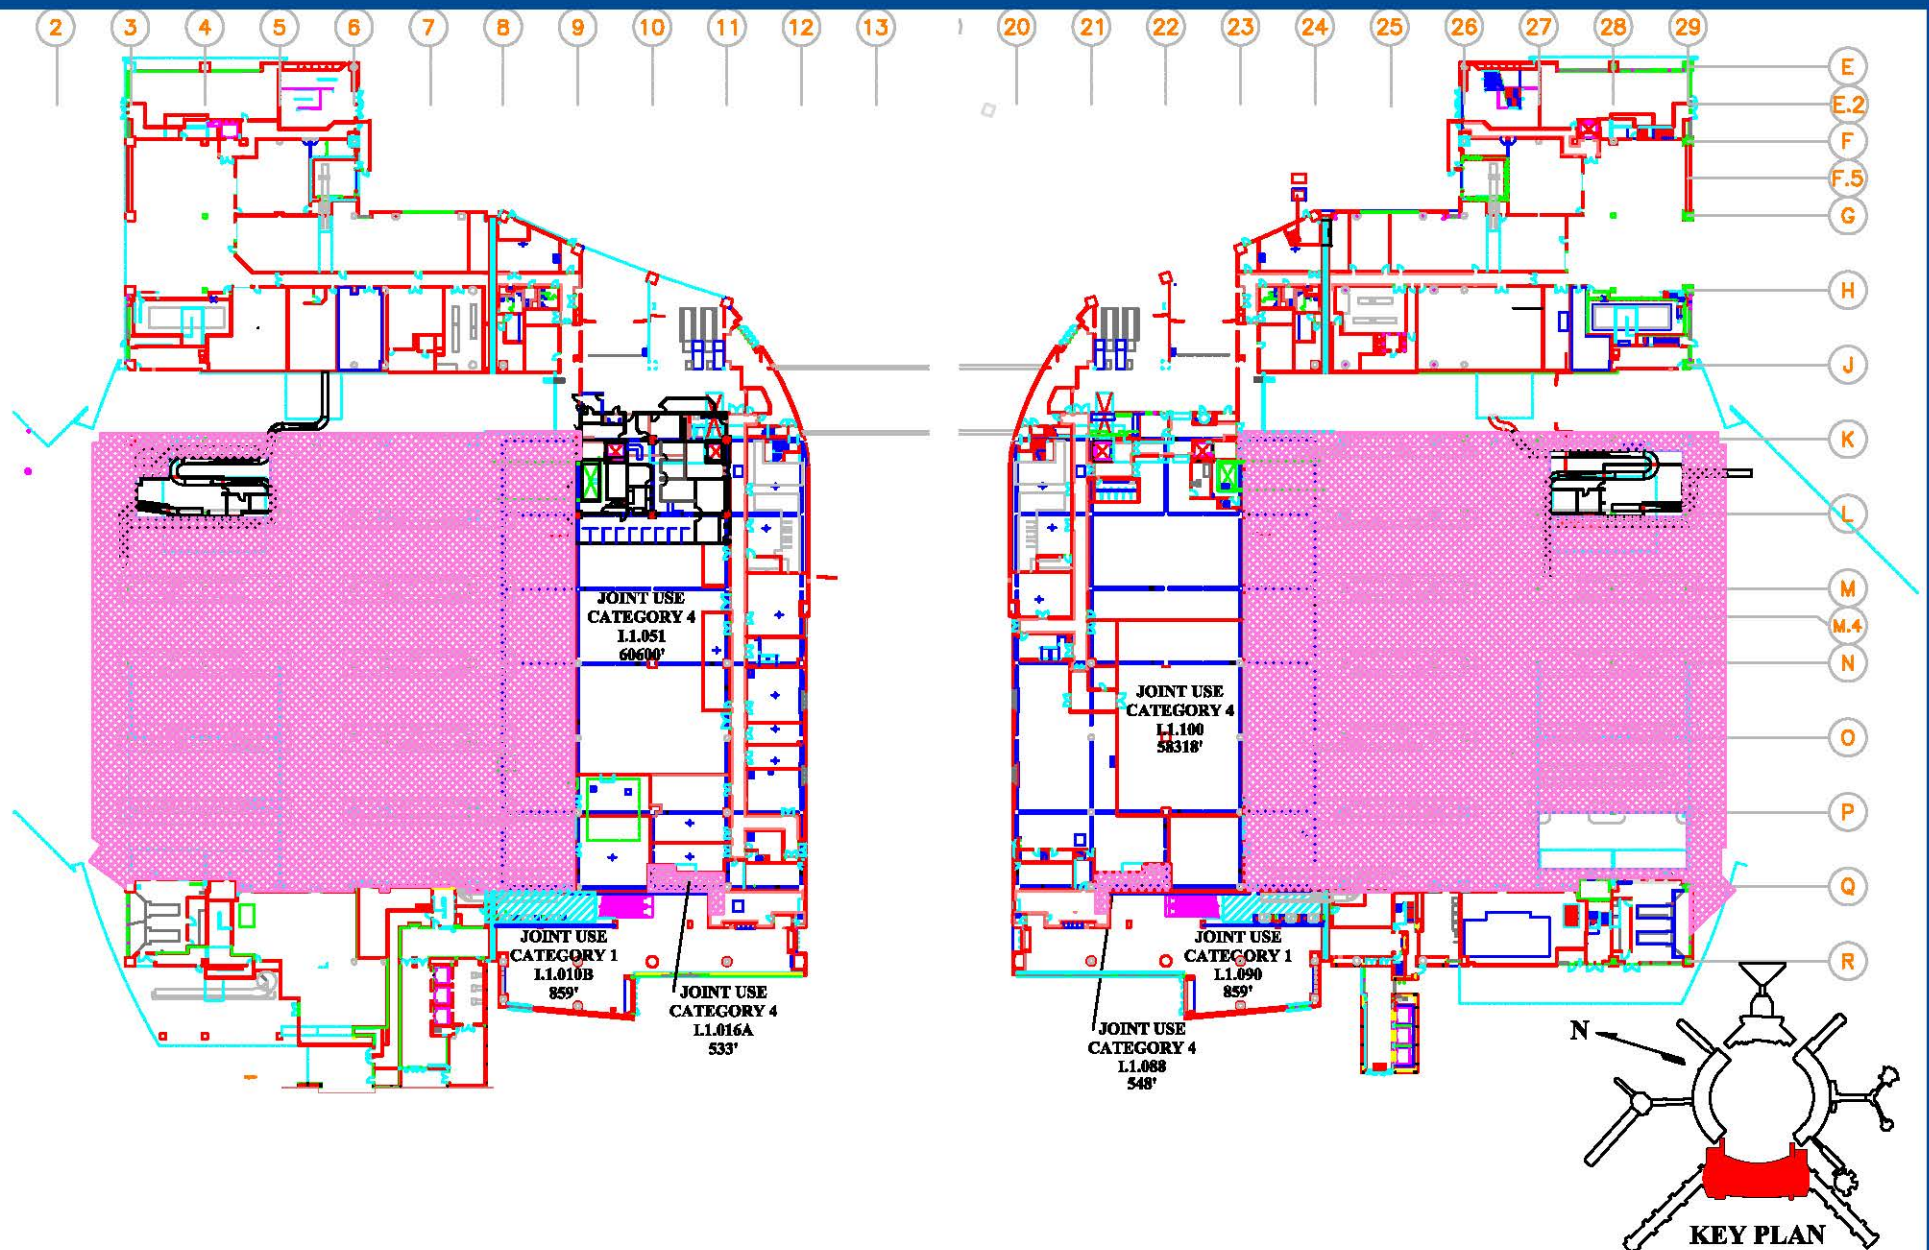 2 3 4 5 6 7 8 9 10 11 12 13 20 21 22 23 24 25 26 27 28 29
E
E.2
F
F.5
G
H
J
K
L
M
M.4
N
O
P
Q
R
JOINT USE
CATEGORY 4
L1.051
60600'
JOINT USE
CATEGORY 4
L1.100
58318'
JOINT USE
CATEGORY 1
L1.010B
859'
JOINT USE
CATEGORY 4
L1.016A
533'
JOINT USE
CATEGORY 1
L1.090
859'
JOINT USE
CATEGORY 4
L1.088
548'
N
KEY PLAN